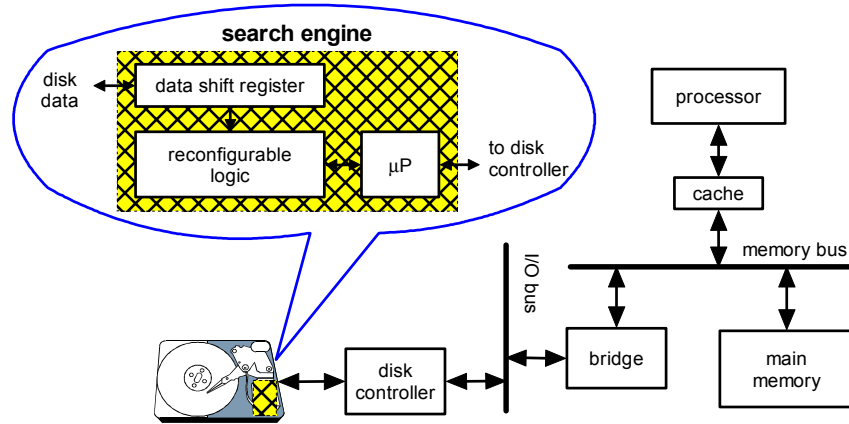 search engine
disk
data
data shift register
reconfigurable
logic
μP
to disk
controller
processor
cache
memory bus
I/O bus
disk
controller
bridge
main
memory